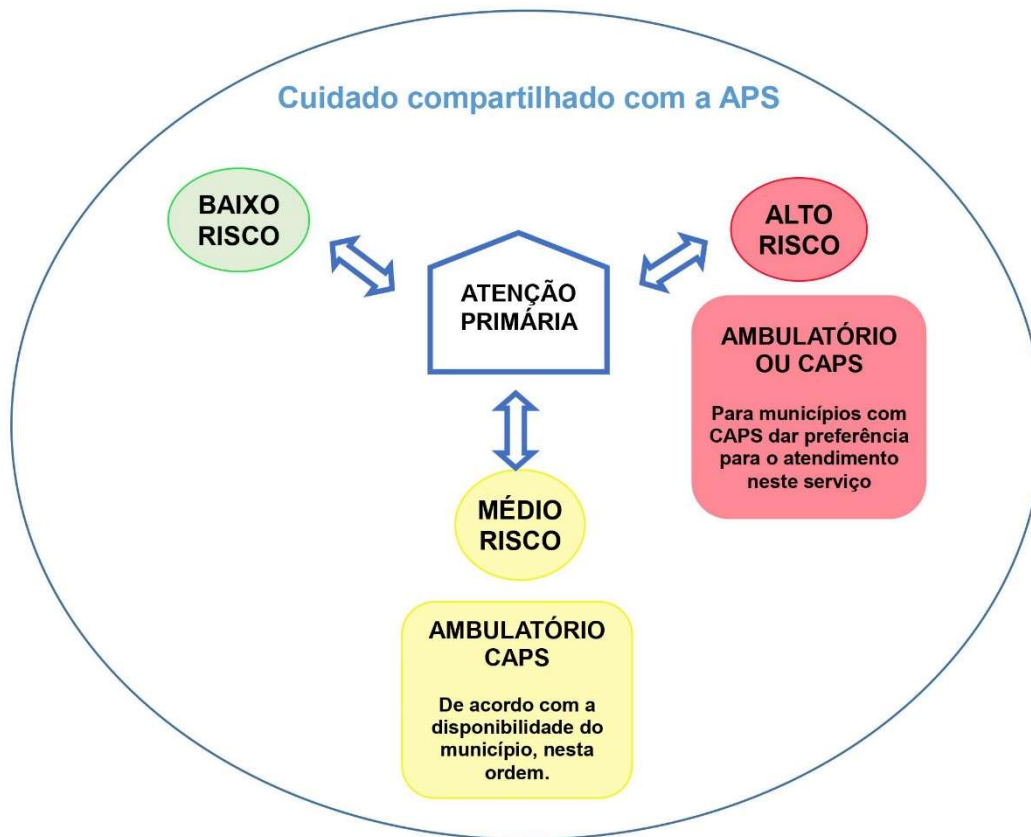 Cuidado compartilhado com a APS
BAIXO
RISCO
ATENÇÃO
PRIMÁRIA
ALTO
RISCO
AMBULATÓRIO
OU CAPS
Para municípios com
CAPS dar preferência
para o atendimento
neste serviço
MÉDIO
RISCO
AMBULATÓRIO
CAPS
De acordo com a
disponibilidade do
município, nesta
ordem.